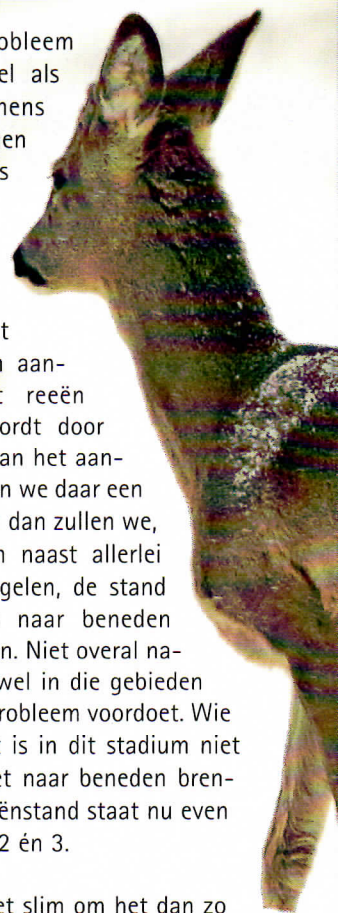 obleem
el als
nens
en
s
t
n aan-
t reeën
ordt door
an het aan-
n we daar een
dan zullen we,
n naast allerlei
gelen, de stand
naar beneden
n. Niet overal na-
wel in die gebieden
robleem voordoet. Wie
t is in dit stadium niet
et naar beneden bren-
ënstand staat nu even
2 én 3.
et slim om het dan zo